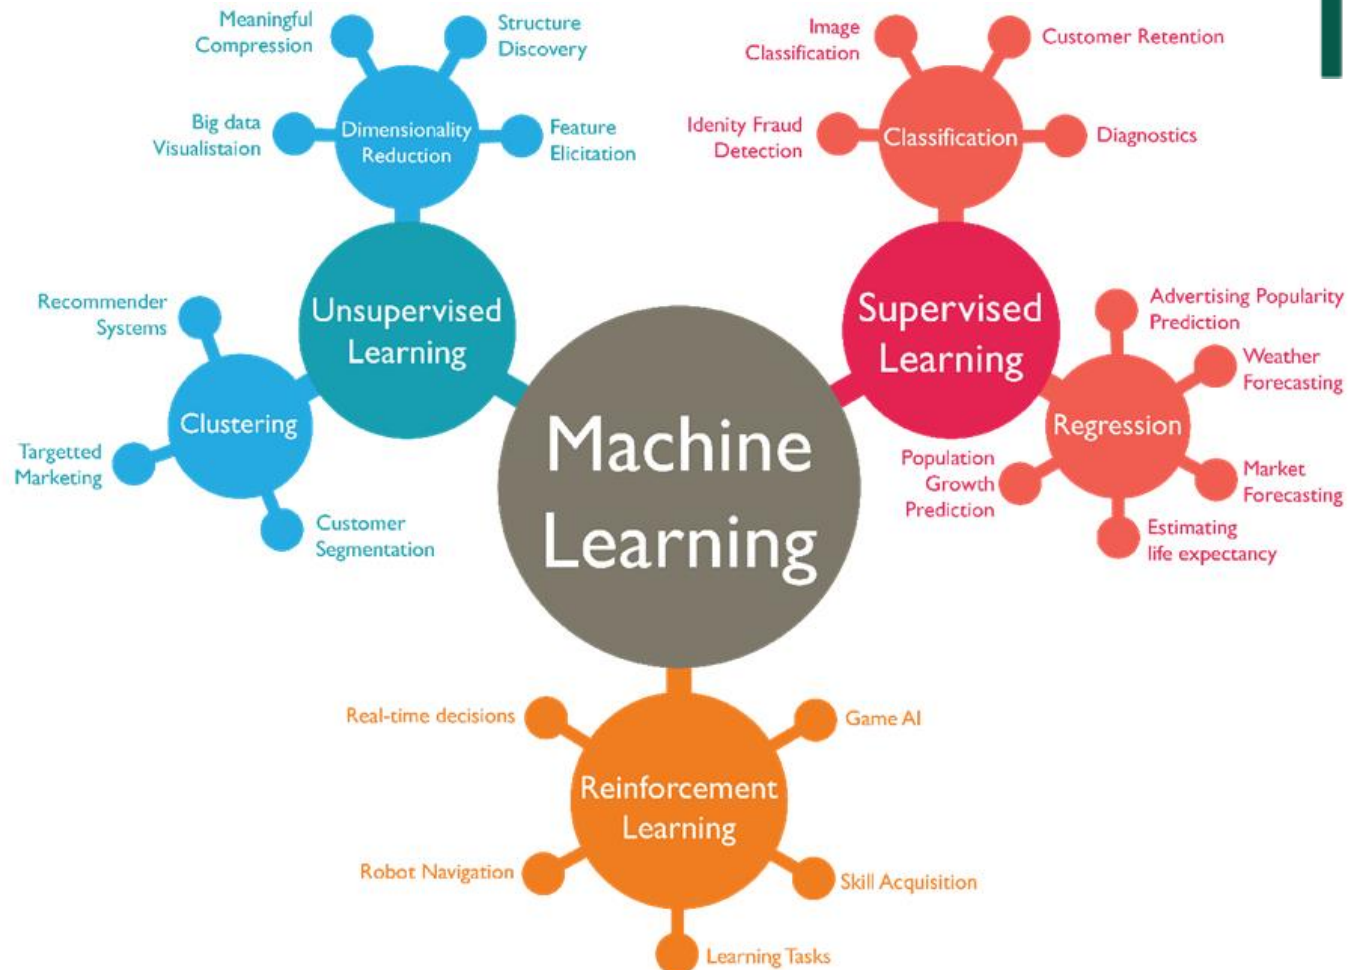 Meaningful
Compression
Structure
Discovery
Big data
Visualistaion
Dimensionality
Reduction
Feature
Elicitation
Image
Classification
Customer Retention
Idenity Fraud
Detection
Classification
Diagnostics
Unsupervised
Learning
Supervised
Learning
Recommender
Systems
Clustering
Targetted
Marketing
Customer
Segmentation
Advertising Popularity
Prediction
Weather
Forecasting
Regression
Population
Growth
Prediction
Market
Forecasting
Estimating
life expectancy
Machine
Learning
Real-time decisions
Game AI
Reinforcement
Learning
Robot Navigation
Skill Acquisition
Learning Tasks